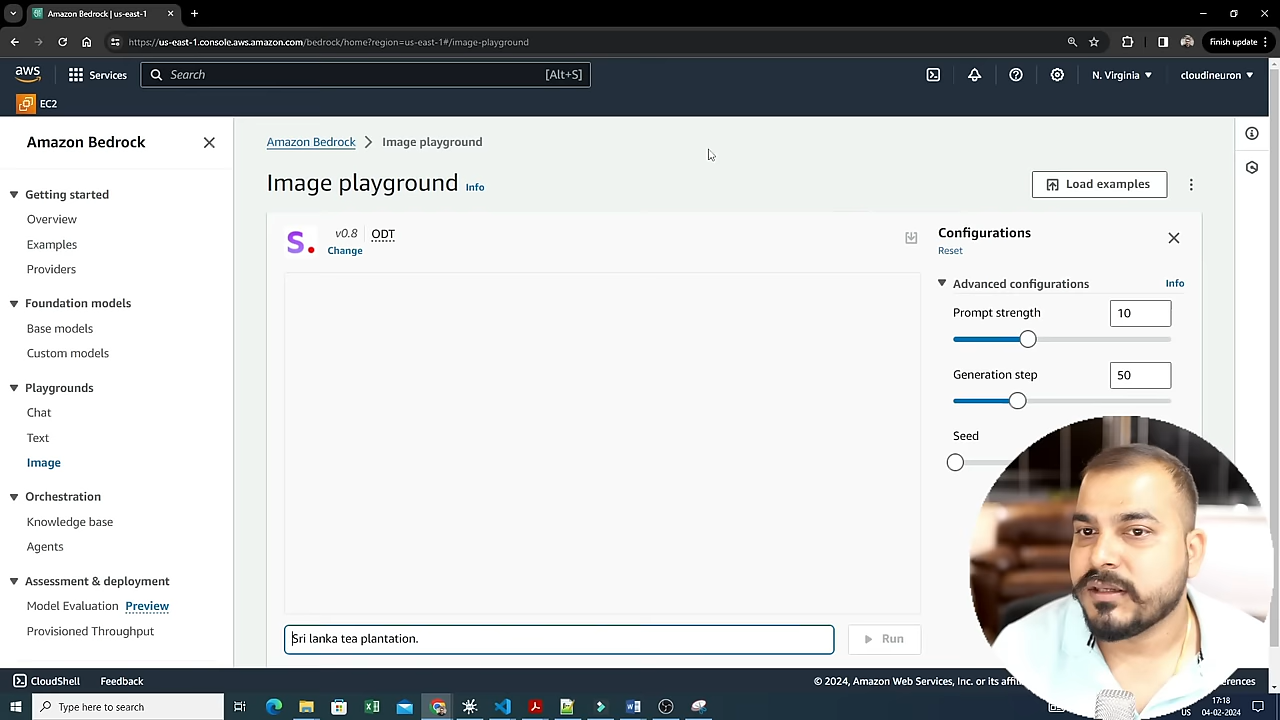 Amazon Bedrock | us-east-1
https://us-east-1.console.aws.amazon.com/bedrock/home?region=us-east-1#/image-playground
Finish update
aws
Services
Search
[Alt+S]
N. Virginia
cloudineuron
EC2
Amazon Bedrock
Getting started
Overview
Examples
Providers
Foundation models
Base models
Custom models
Playgrounds
Chat
Text
Image
Orchestration
Knowledge base
Agents
Assessment & deployment
Model Evaluation Preview
Provisioned Throughput
Amazon Bedrock
Image playground
Image playground Info
Load examples
S.
v0.8 | ODT
Change
Configurations
Reset
Advanced configurations
Info
Prompt strength
10
Generation step
50
Seed
Sri lanka tea plantation.
Run
CloudShell
Feedback
© 2024, Amazon Web Services, Inc. or its
erences
Type here to search
17:18
US
04-02-2024